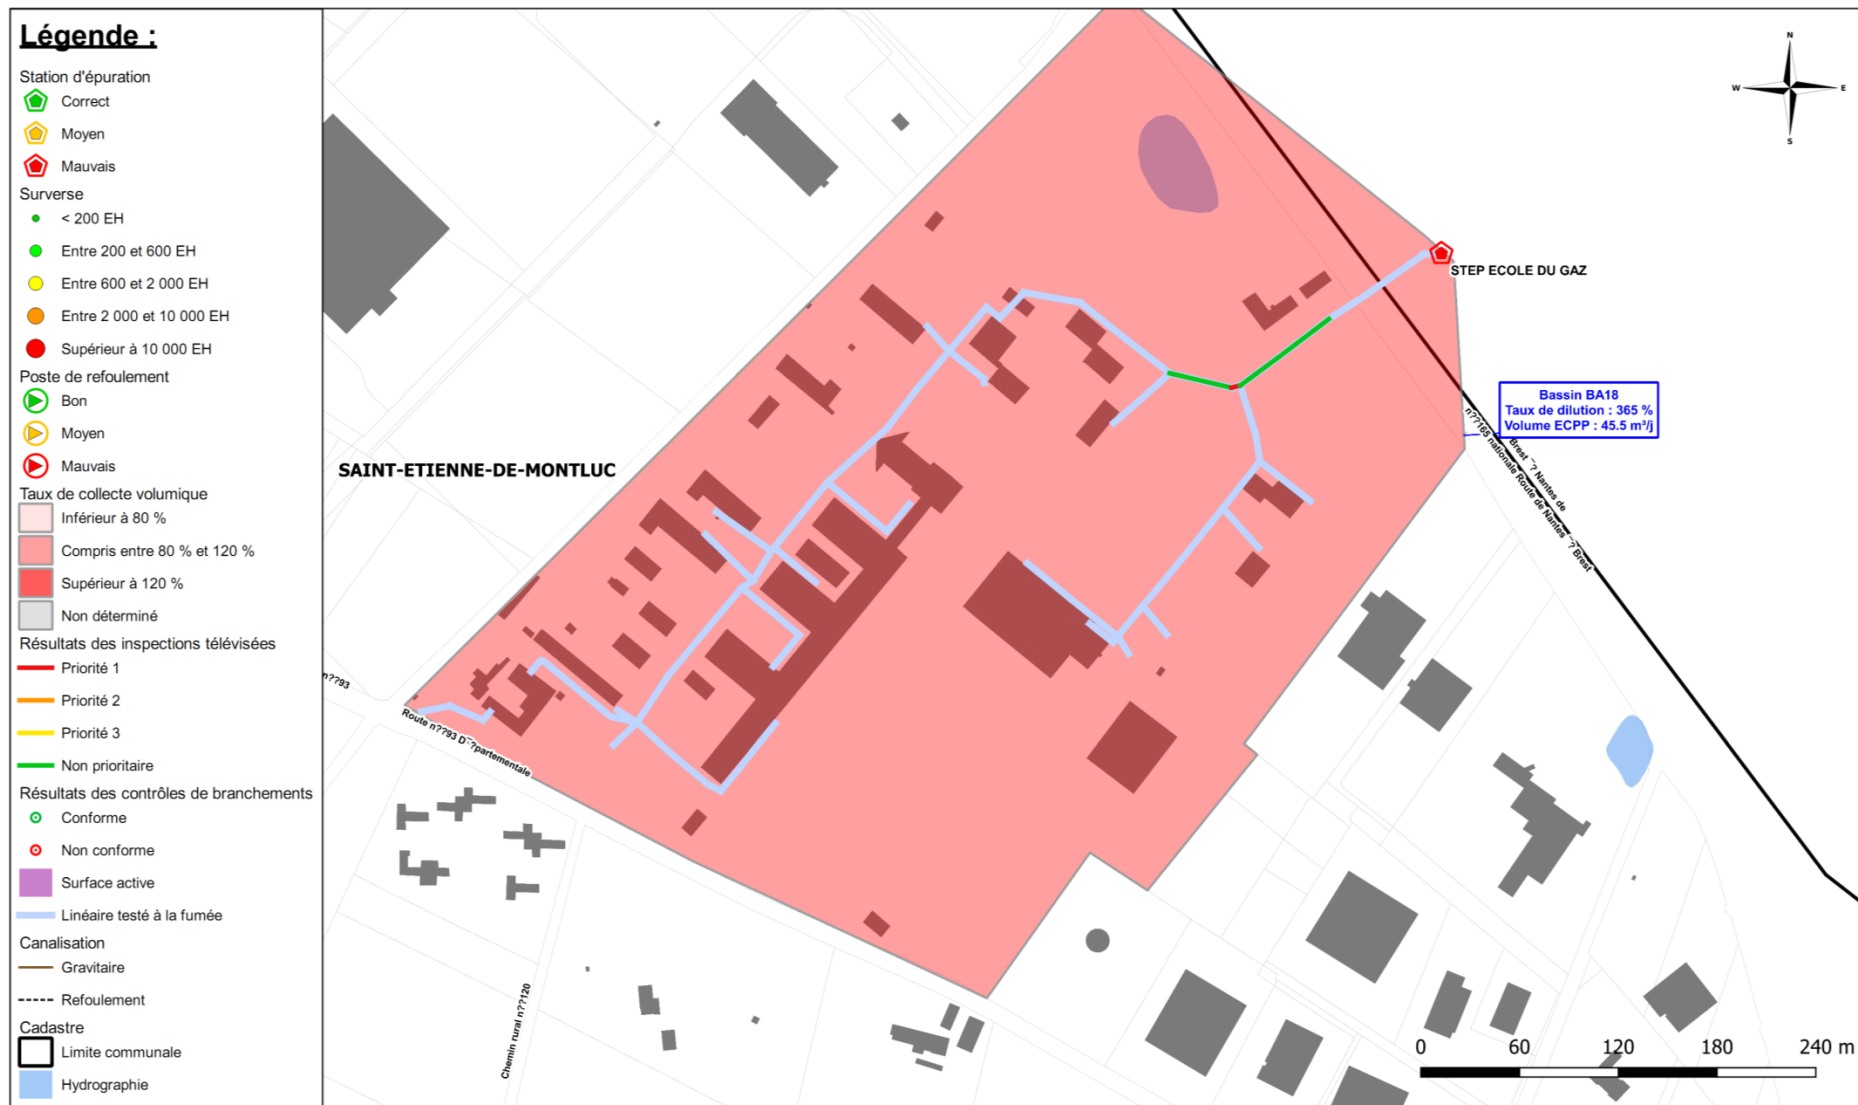 Légende :
Station d'épuration
Correct
Moyen
Mauvais
Surverse
< 200 EH
Entre 200 et 600 EH
Entre 600 et 2 000 EH
Entre 2 000 et 10 000 EH
Supérieur à 10 000 EH
Poste de refoulement
Bon
Moyen
Mauvais
Taux de collecte volumique
Inférieur à 80 %
Compris entre 80 % et 120 %
Supérieur à 120 %
Non déterminé
Résultats des inspections télévisées
Priorité 1
Priorité 2
Priorité 3
Non prioritaire
Résultats des contrôles de branchements
Conforme
Non conforme
Surface active
Linéaire testé à la fumée
Canalisation
Gravitaire
Refoulement
Cadastre
Limite communale
Hydrographie
N
W
E
S
STEP ECOLE DU GAZ
Bassin BA18
Taux de dilution : 365 %
Volume ECPP : 45.5 m³/j
SAINT-ETIENNE-DE-MONTLUC
n??165 nationale Route de Nantes ¬? Brest
Brest ¬? Nantes de
n??93
Route n??93 D¬?partementale
Chemin rural n??120
0 60 120 180 240 m